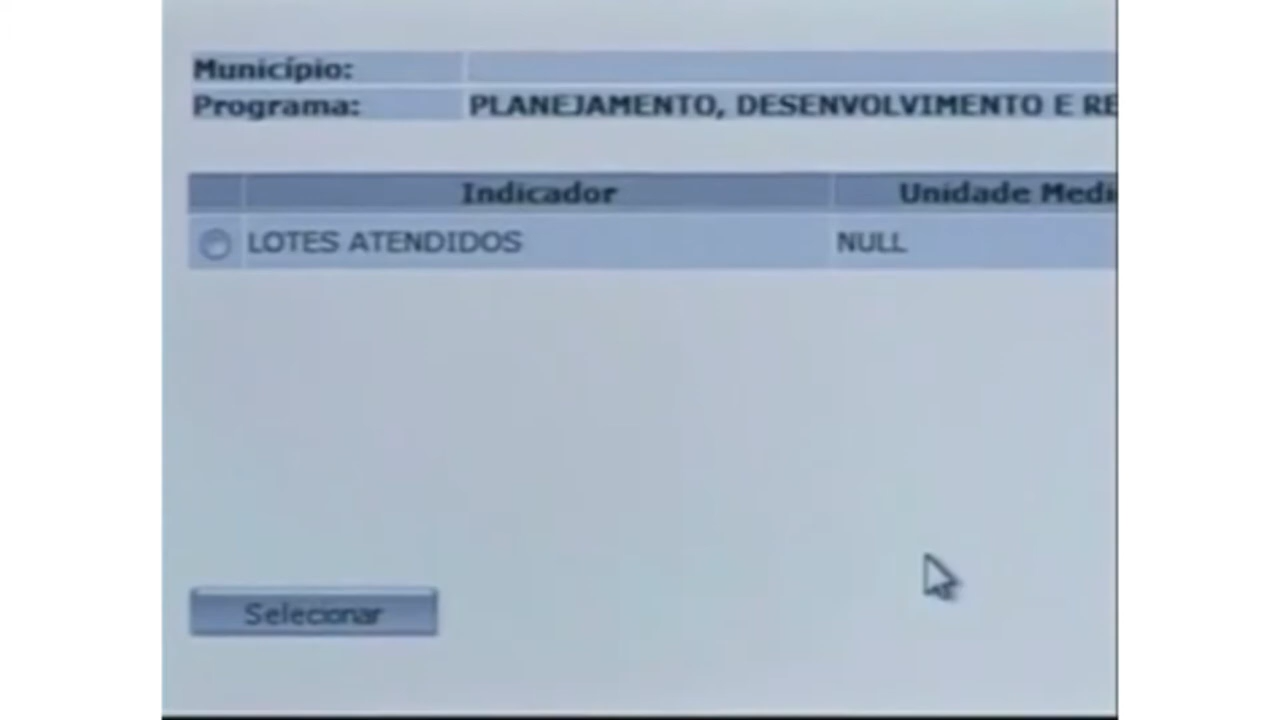 Município:
Programa: PLANEJAMENTO, DESENVOLVIMENTO E RE
Indicador Unidade Medi
LOTES ATENDIDOS NULL
Selecionar